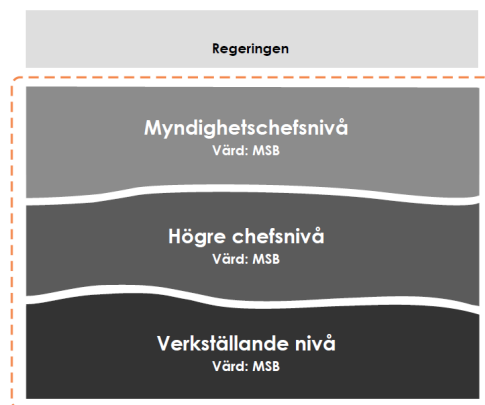 Regeringen
Myndighetschefsnivå
Värd: MSB
Högre chefsnivå
Värd: MSB
Verkställande nivå
Värd: MSB